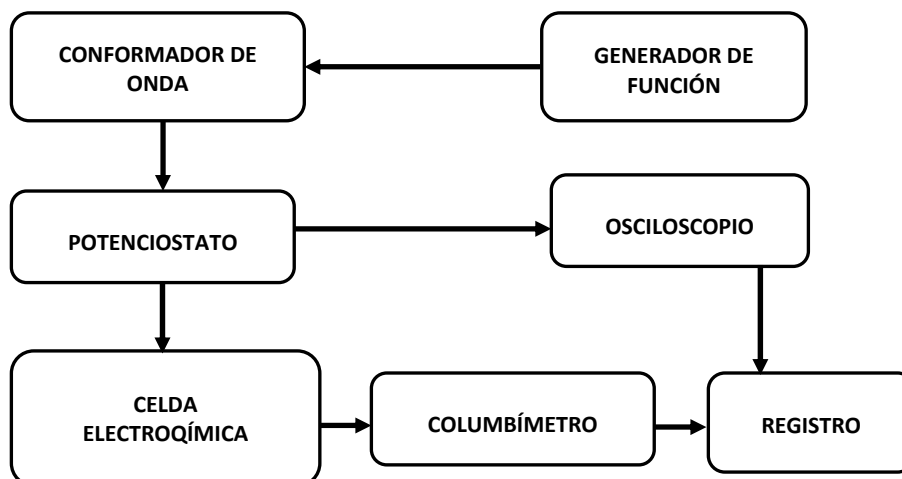 CONFORMADOR DE
ONDA
GENERADOR DE
FUNCIÓN
POTENCIOSTATO
OSCILOSCOPIO
CELDA
ELECTROQÍMICA
COLUMBÍMETRO
REGISTRO